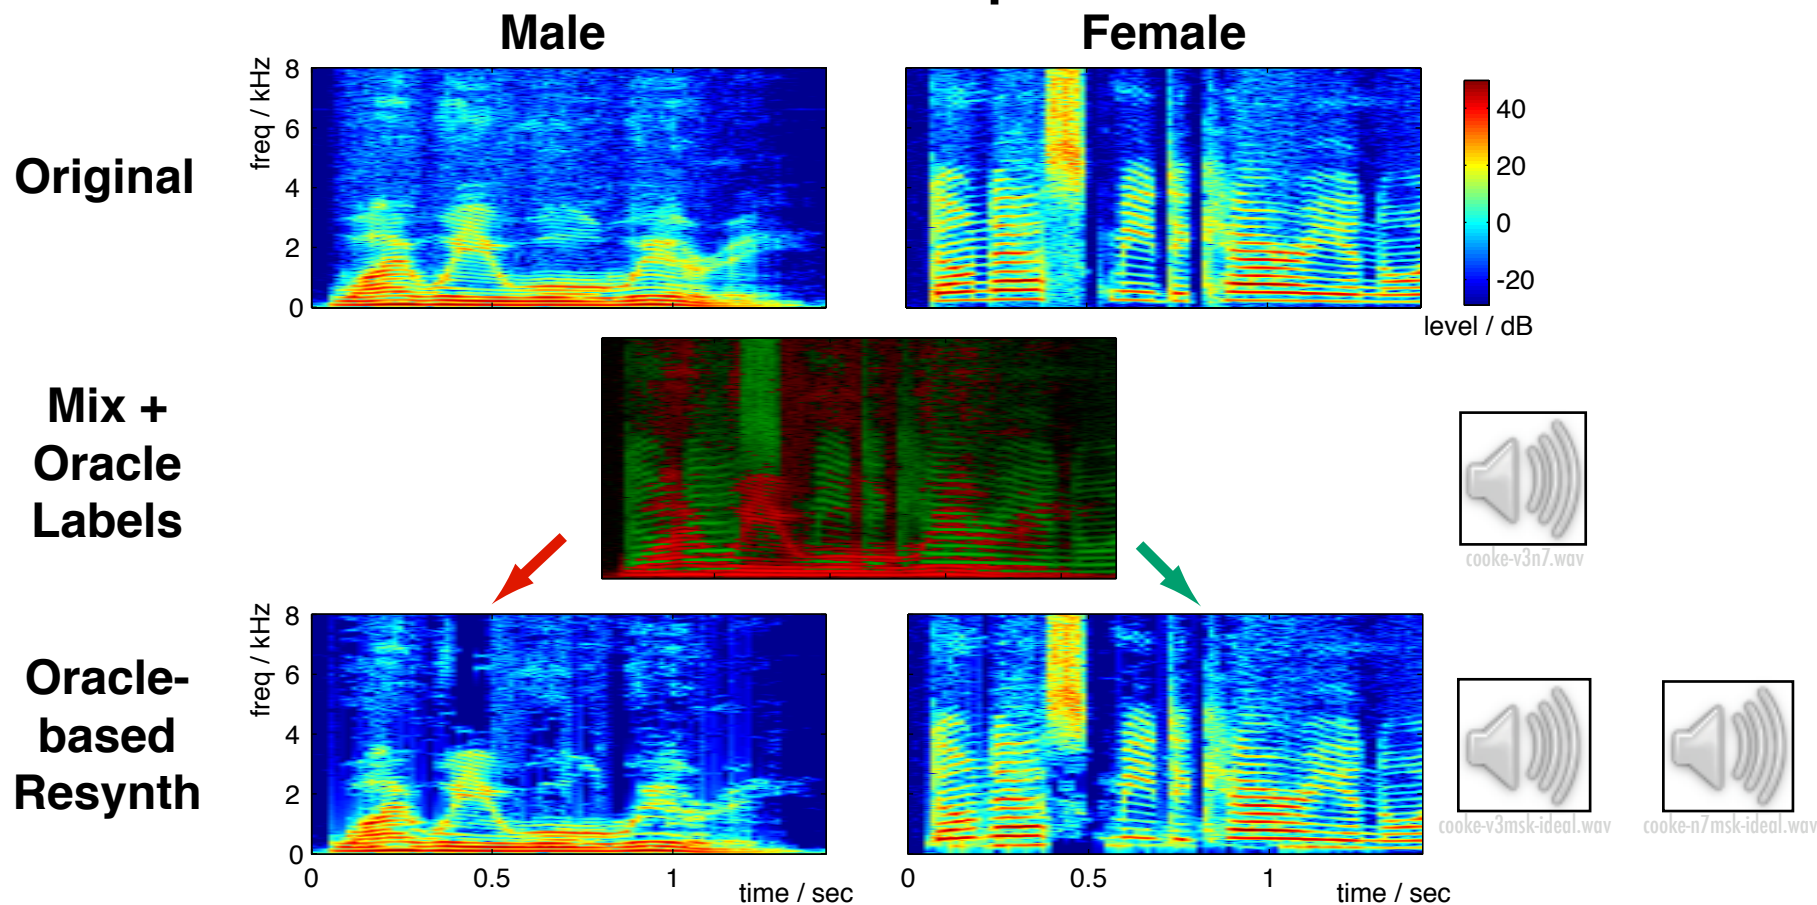 Male
Female
freq / kHz
8
6
4
2
0
Original
40
20
0
-20
level / dB
Mix +
Oracle
Labels
cooke-v3n7.wav
freq / kHz
8
6
4
2
0
Oracle-
based
Resynth
0
0.5
1
time / sec
0
0.5
1
time / sec
cooke-v3msk-ideal.wav
cooke-n7msk-ideal.wav